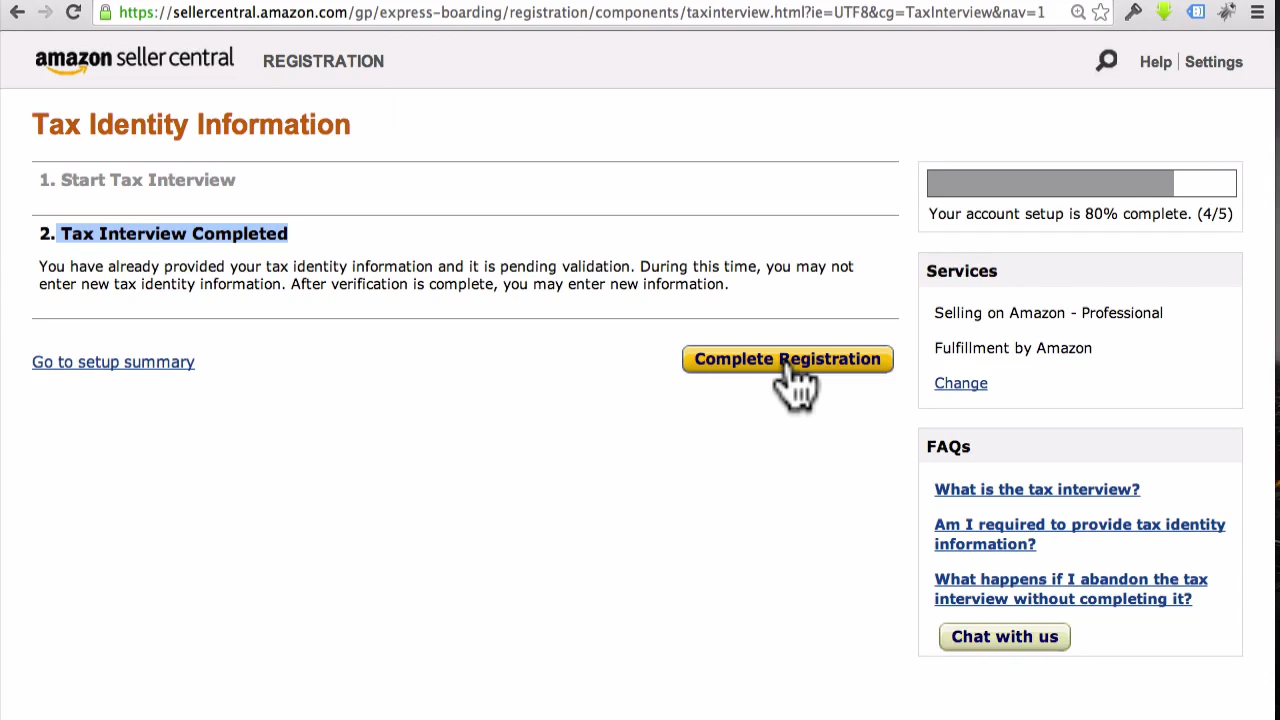 https://sellercentral.amazon.com/gp/express-boarding/registration/components/taxinterview.html?ie=UTF8&cg=TaxInterview&nav=1
amazon seller central REGISTRATION Help | Settings
Tax Identity Information
1. Start Tax Interview
2. Tax Interview Completed
You have already provided your tax identity information and it is pending validation. During this time, you may not
enter new tax identity information. After verification is complete, you may enter new information.
Go to setup summary
Complete Registration
Your account setup is 80% complete. (4/5)
Services
Selling on Amazon - Professional
Fulfillment by Amazon
Change
FAQs
What is the tax interview?
Am I required to provide tax identity
information?
What happens if I abandon the tax
interview without completing it?
Chat with us